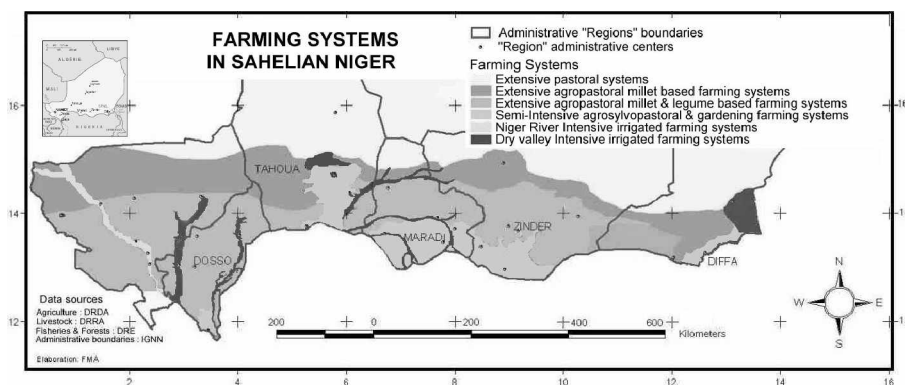 FARMING SYSTEMS
IN SAHELIAN NIGER
Administrative "Regions" boundaries
"Region" administrative centers
Farming Systems
Extensive pastoral systems
Extensive agropastoral millet based farming systems
Extensive agropastoral millet & legume based farming systems
Semi-Intensive agrosylvopastoral & gardening farming systems
Niger River Intensive irrigated farming systems
Dry valley Intensive irrigated farming systems
ALGERIE
LIBYE
MALI
NIGERIA
16
TAHOUA
14
MARADI
ZINDER
DOSSO
DIFFA
N
W E
S
12
Data sources
Agriculture : DRDA
Livestock : DRRA
Fisheries & Forests : DRE
Administrative boundaries : IGNN
Elaboration: FMA
200 0 200 400 600
Kilometers
2 4 6 8 10 12 14 16